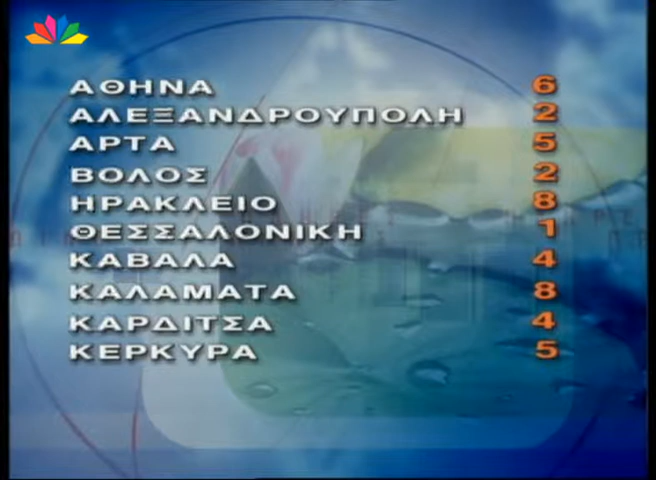 ΑΘΗΝΑ 6
ΑΛΕΞΑΝΔΡΟΥΠΟΛΗ 2
ΑΡΤΑ 5
ΒΟΛΟΣ 2
ΗΡΑΚΛΕΙΟ 8
ΘΕΣΣΑΛΟΝΙΚΗ 1
ΚΑΒΑΛΑ 4
ΚΑΛΑΜΑΤΑ 8
ΚΑΡΔΙΤΣΑ 4
ΚΕΡΚΥΡΑ 5